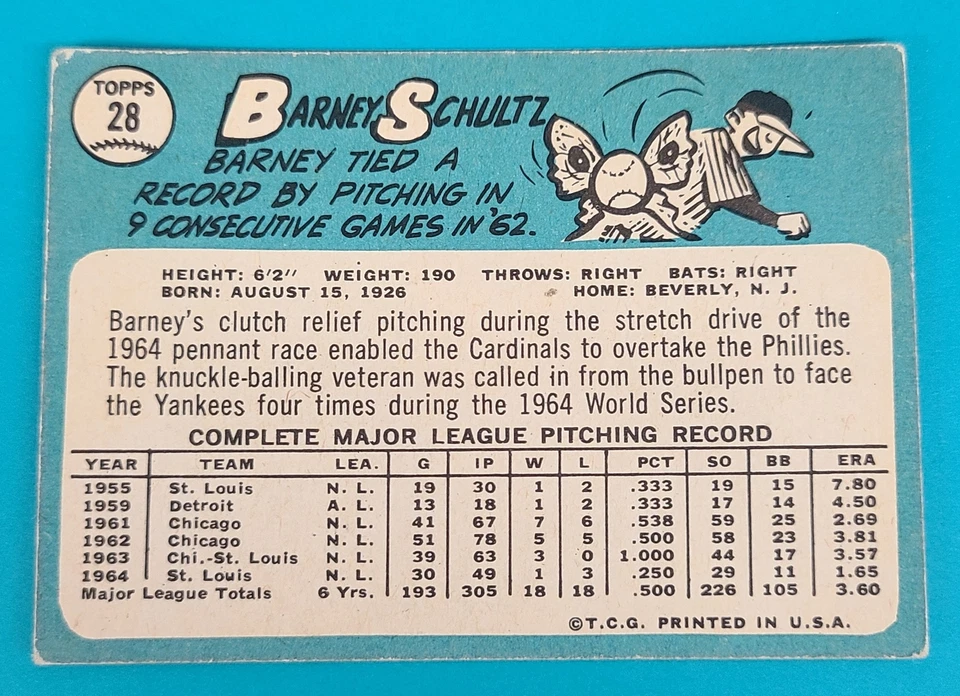 TOPPS
28
BARNEY SCHULTZ
BARNEY TIED A
RECORD BY PITCHING IN
9 CONSECUTIVE GAMES IN '62.
HEIGHT: 6'2" WEIGHT: 190 THROWS: RIGHT BATS: RIGHT
BORN: AUGUST 15, 1926 HOME: BEVERLY, N. J.
Barney's clutch relief pitching during the stretch drive of the
1964 pennant race enabled the Cardinals to overtake the Phillies.
The knuckle-balling veteran was called in from the bullpen to face
the Yankees four times during the 1964 World Series.
COMPLETE MAJOR LEAGUE PITCHING RECORD
YEAR TEAM LEA. G IP W L PCT SO BB ERA
1955 St. Louis N. L. 19 30 1 2 .333 19 15 7.80
1959 Detroit A. L. 13 18 1 2 .333 17 14 4.50
1961 Chicago N. L. 41 67 7 6 .538 59 25 2.69
1962 Chicago N. L. 51 78 5 5 .500 58 23 3.81
1963 Chi.-St. Louis N. L. 39 63 3 0 1.000 44 17 3.57
1964 St. Louis N. L. 30 49 1 3 .250 29 11 1.65
Major League Totals 6 Yrs. 193 305 18 18 .500 226 105 3.60
©T.C.G. PRINTED IN U.S.A.